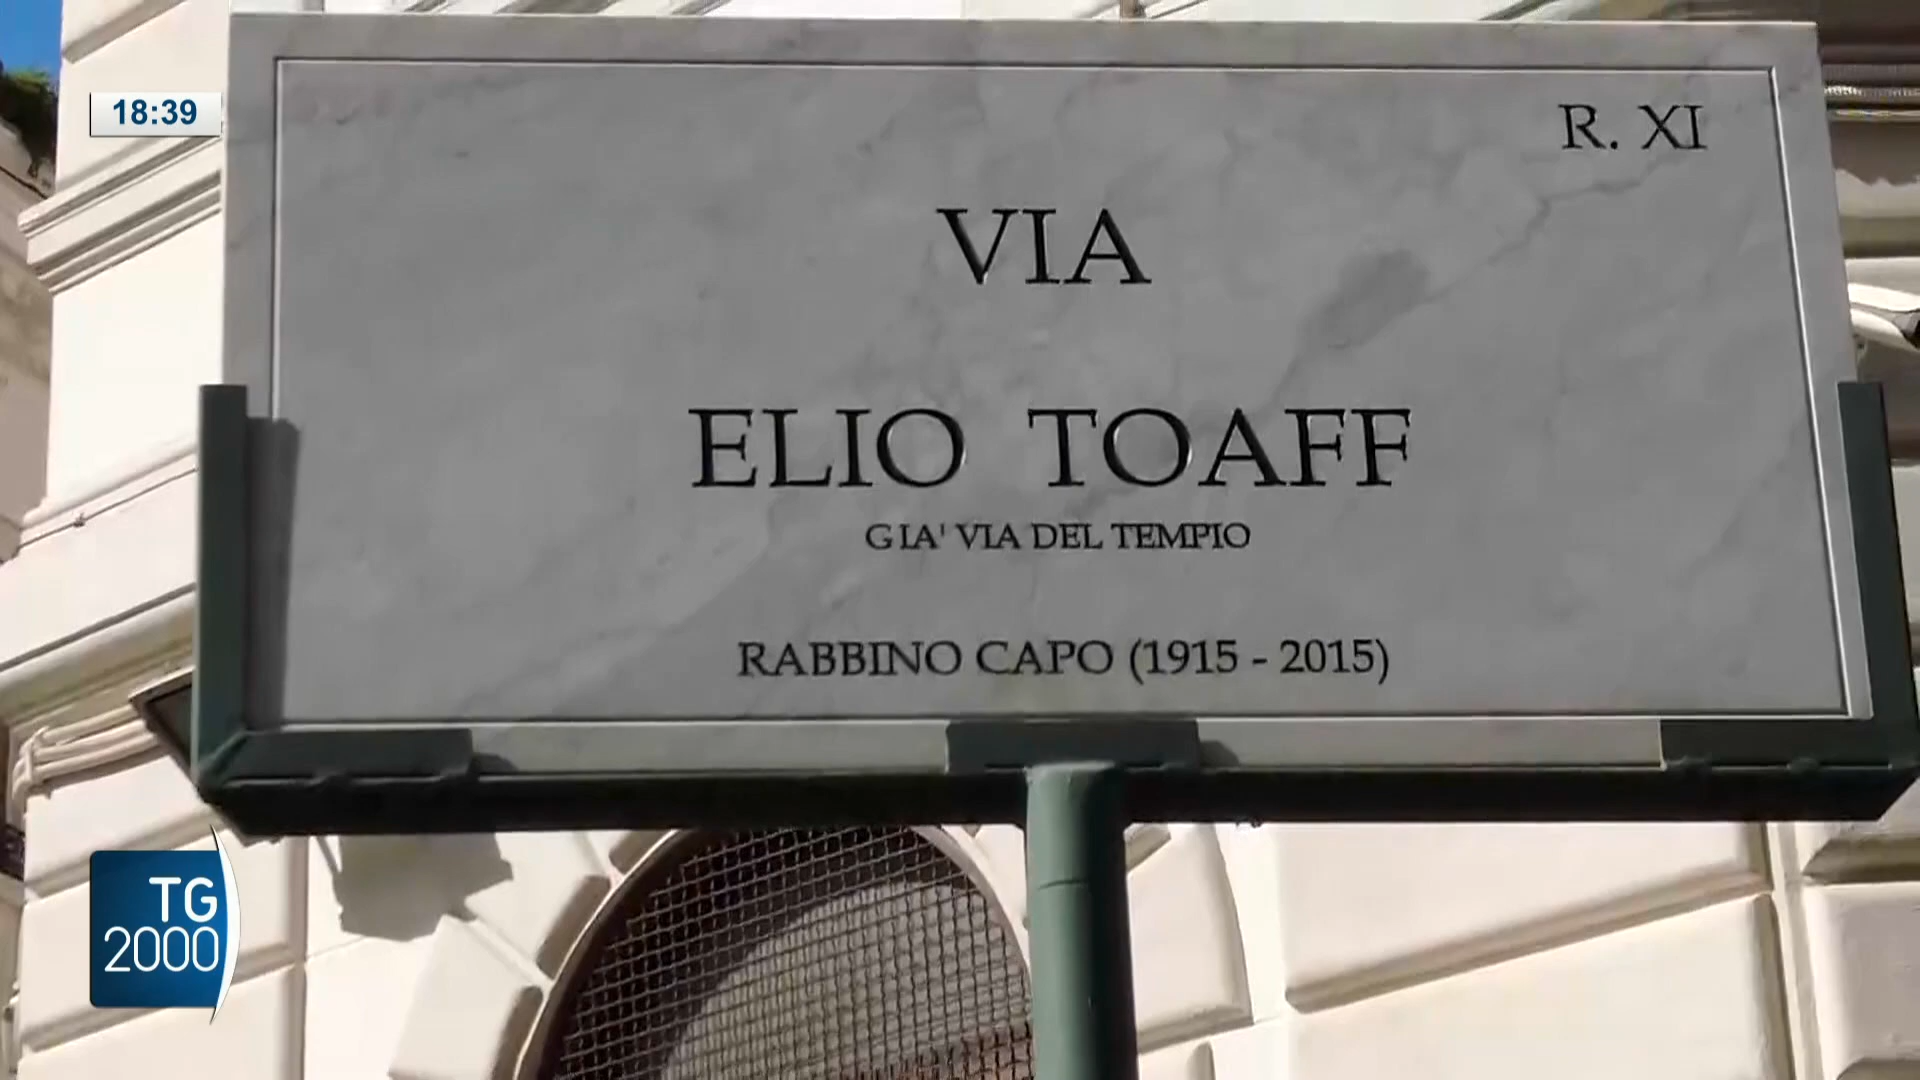 18:39
R. XI
VIA
ELIO TOAFF
GIA' VIA DEL TEMPIO
RABBINO CAPO (1915 - 2015)
TG
2000